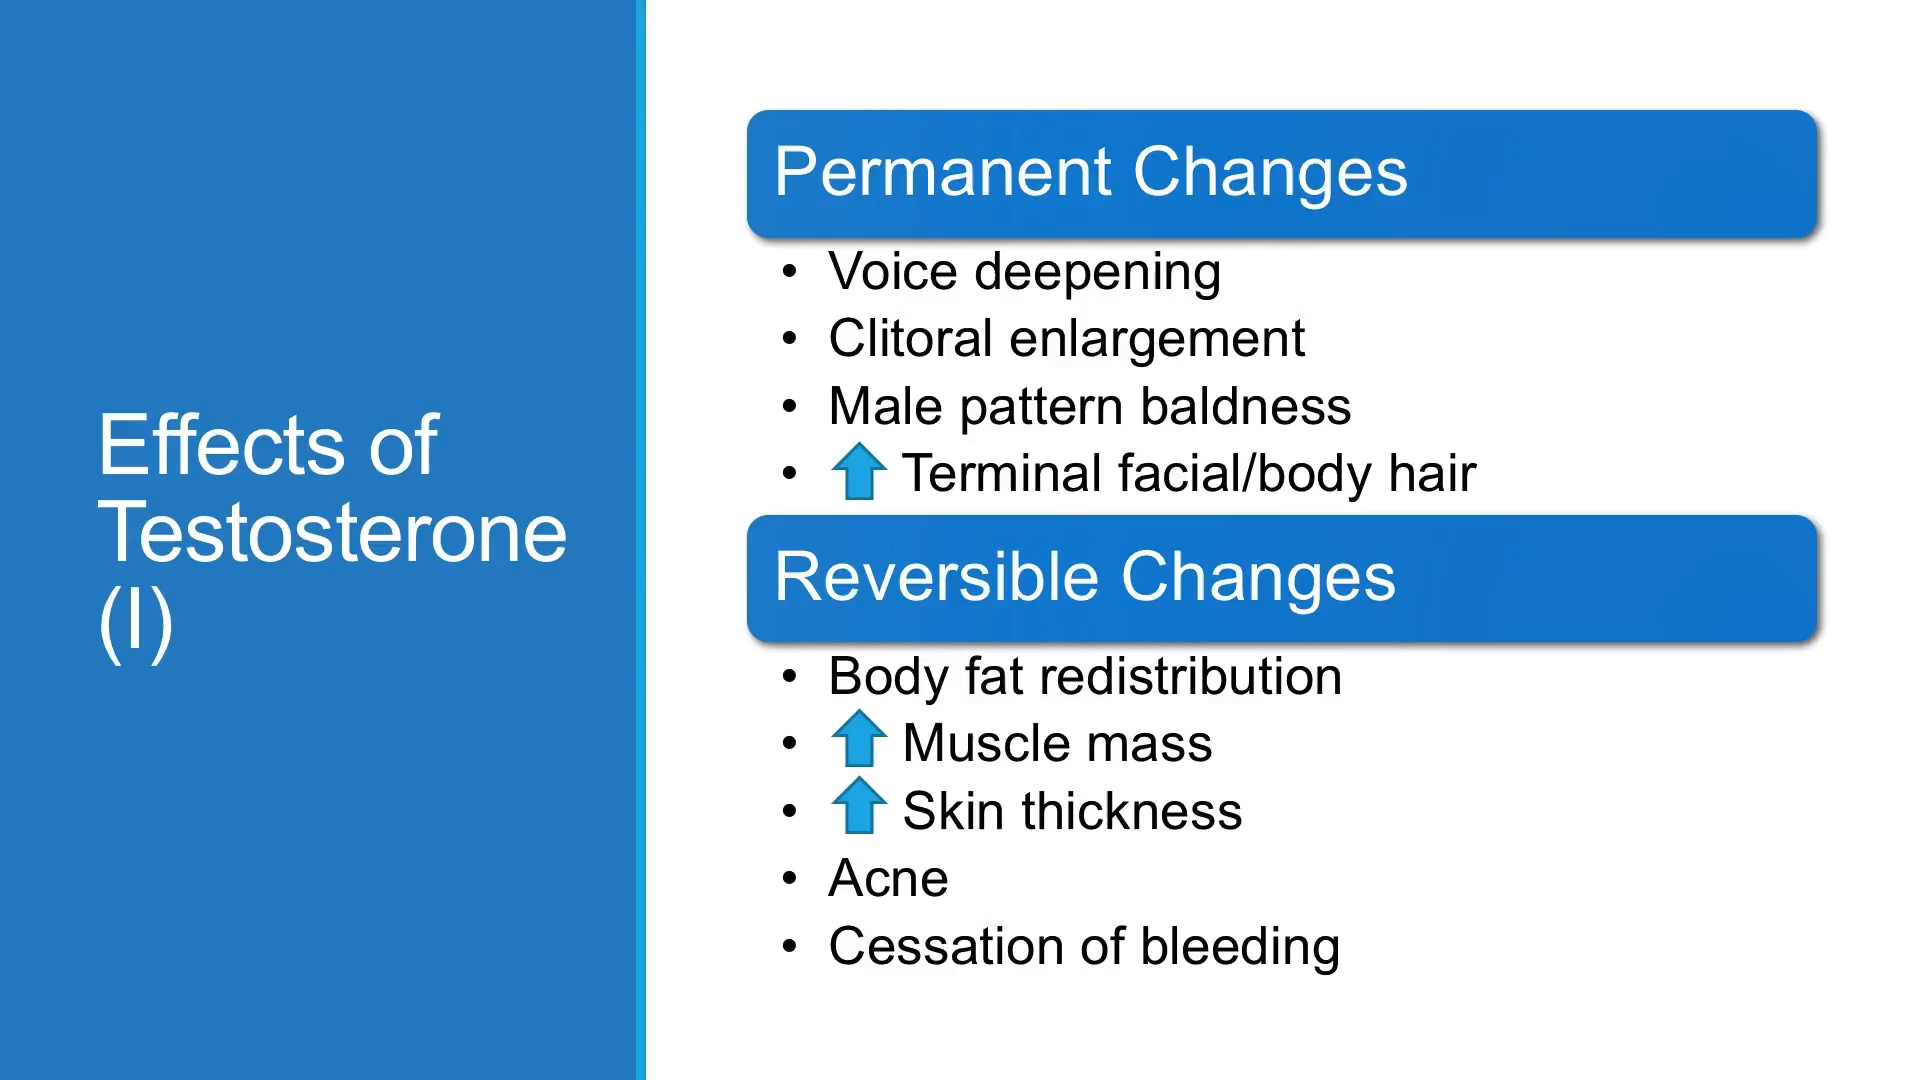 Effects of
Testosterone
(I)
Permanent Changes
• Voice deepening
• Clitoral enlargement
• Male pattern baldness
• Terminal facial/body hair
Reversible Changes
• Body fat redistribution
• Muscle mass
• Skin thickness
• Acne
• Cessation of bleeding